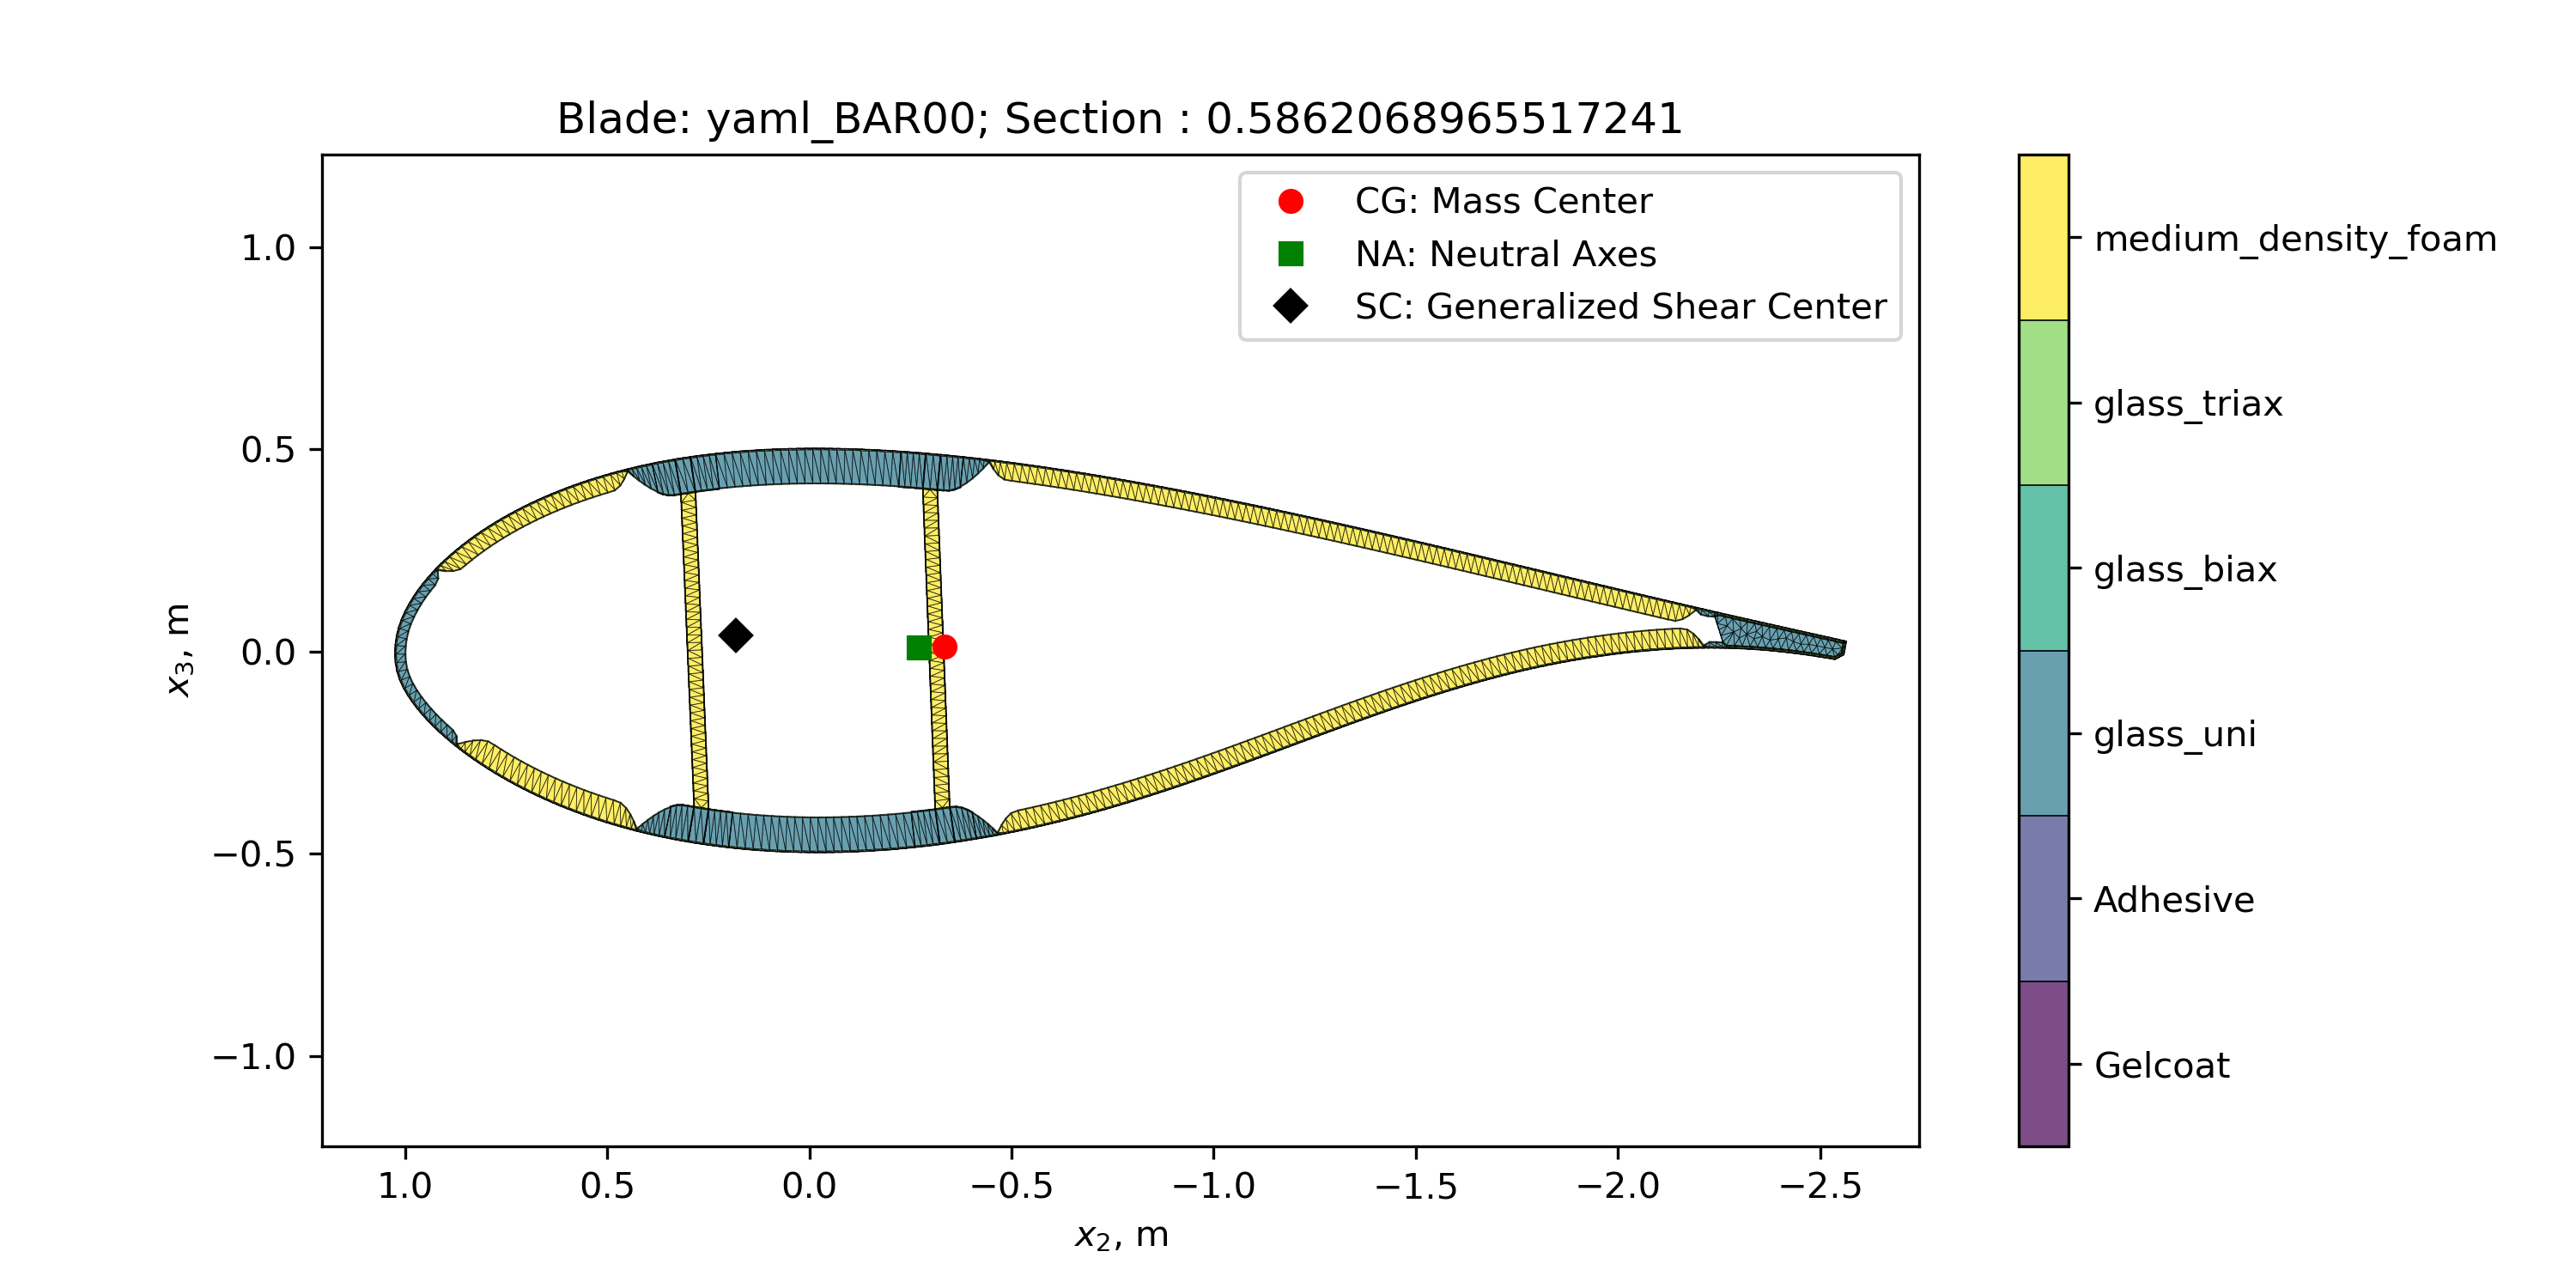 Blade: yaml_BAR00; Section : 0.5862068965517241
CG: Mass Center
NA: Neutral Axes
SC: Generalized Shear Center
1.0
0.5
0.0
−0.5
−1.0
x₃, m
1.0
0.5
0.0
−0.5
−1.0
−1.5
−2.0
−2.5
x₂, m
medium_density_foam
glass_triax
glass_biax
glass_uni
Adhesive
Gelcoat